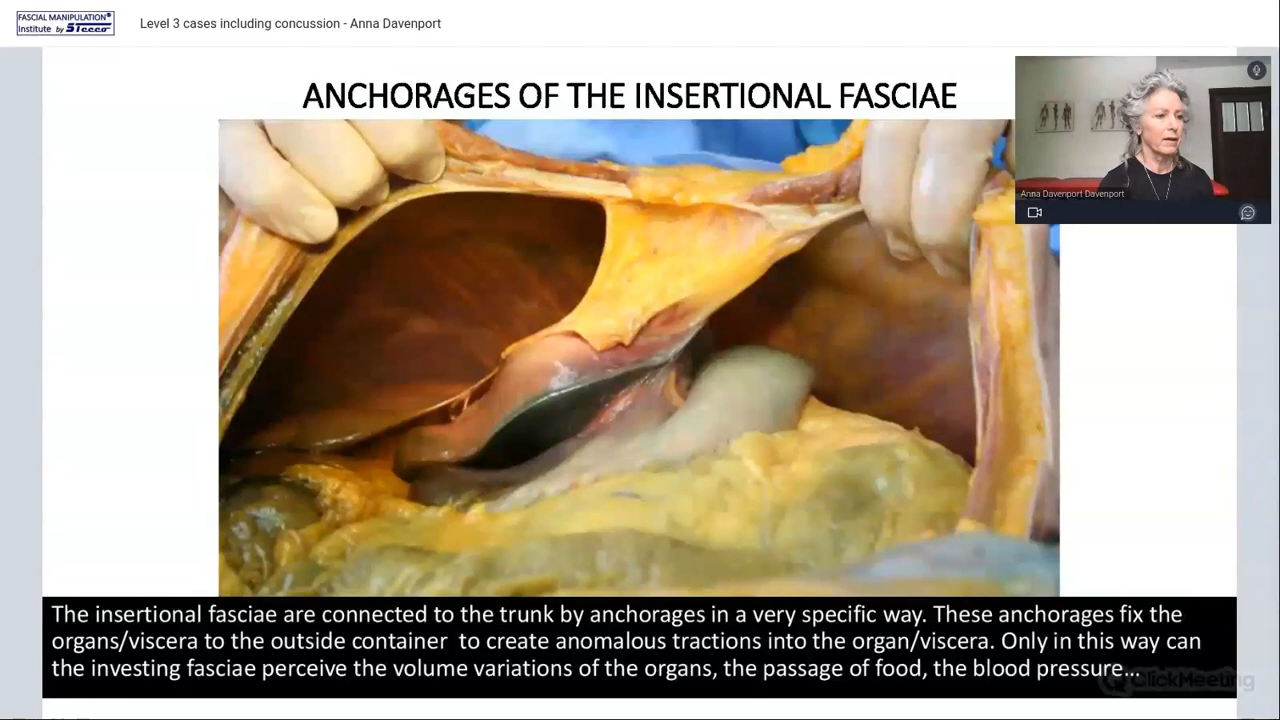 FASCIAL MANIPULATION®
Institute by Stecco
Level 3 cases including concussion - Anna Davenport
ANCHORAGES OF THE INSERTIONAL FASCIAE
Anna Davenport Davenport
The insertional fasciae are connected to the trunk by anchorages in a very specific way. These anchorages fix the
organs/viscera to the outside container to create anomalous tractions into the organ/viscera. Only in this way can
the investing fasciae perceive the volume variations of the organs, the passage of food, the blood pressure...
ClickMeeting